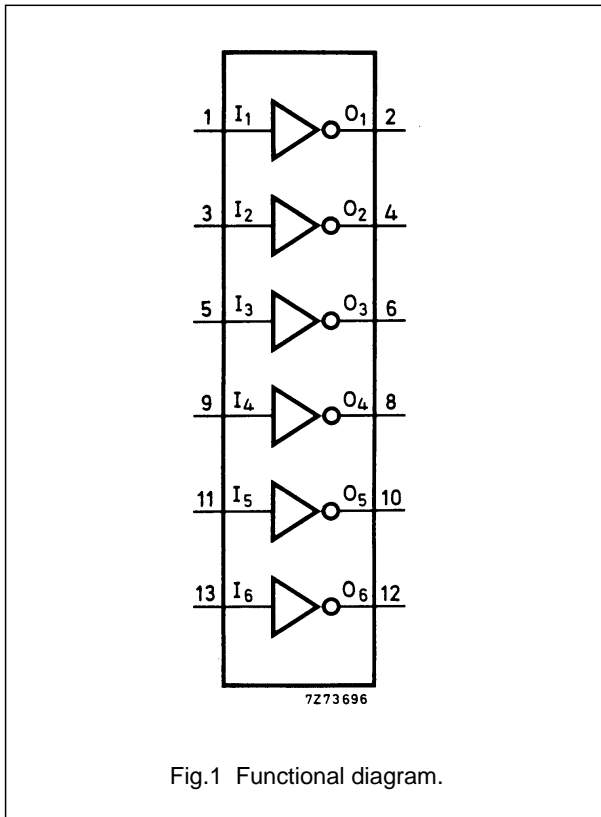 1 I1 O1 2
3 I2 O2 4
5 I3 O3 6
9 I4 O4 8
11 I5 O5 10
13 I6 O6 12
7Z73696
Fig.1 Functional diagram.